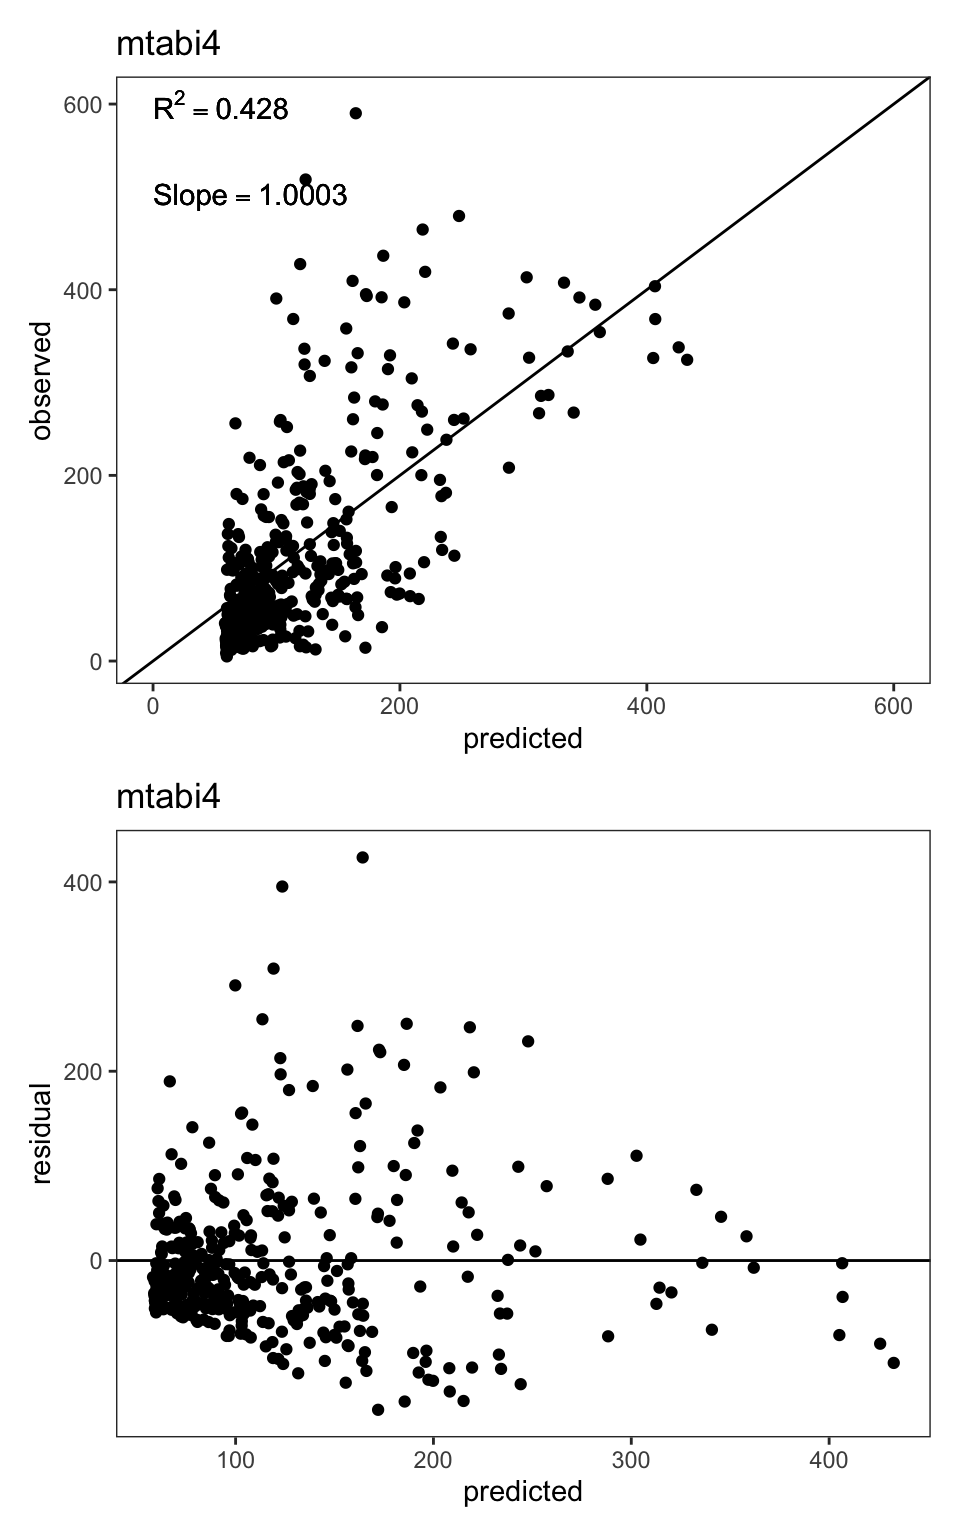 mtabi4
R² = 0.428
Slope = 1.0003
observed
600
400
200
0
0 200 400 600
predicted
mtabi4
residual
400
200
0
100 200 300 400
predicted